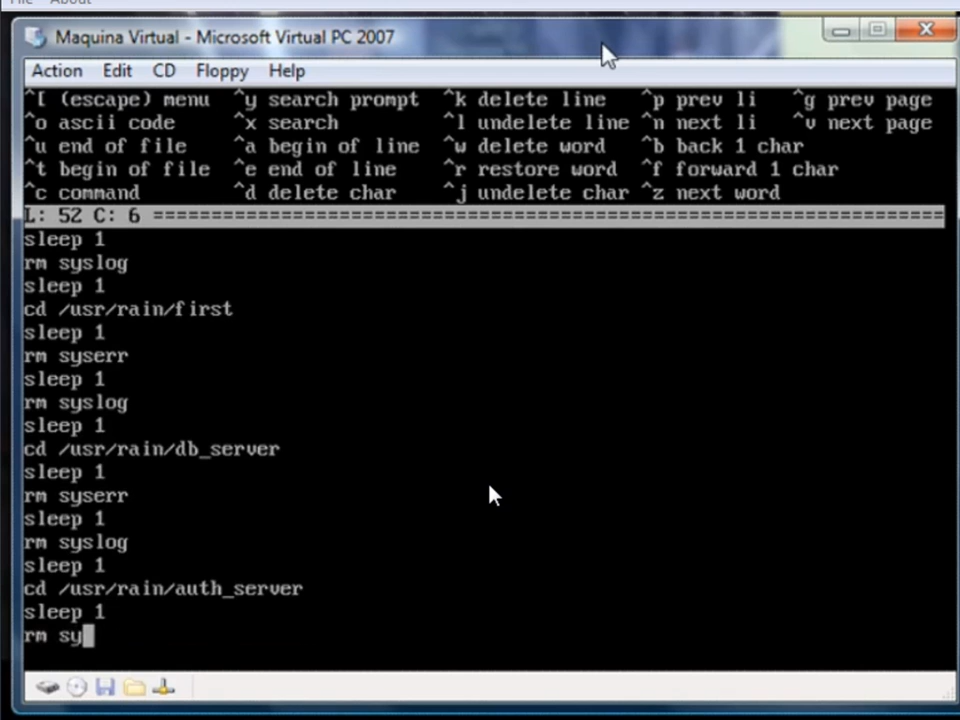 File About
Maquina Virtual - Microsoft Virtual PC 2007
Action Edit CD Floppy Help
^[ (escape) menu ^y search prompt ^k delete line ^p prev li ^g prev page
^o ascii code ^x search ^l undelete line ^n next li ^v next page
^u end of file ^a begin of line ^w delete word ^b back 1 char
^t begin of file ^e end of line ^r restore word ^f forward 1 char
^c command ^d delete char ^j undelete char ^z next word
L: 52 C: 6 ====================================================================
sleep 1
rm syslog
sleep 1
cd /usr/rain/first
sleep 1
rm syserr
sleep 1
rm syslog
sleep 1
cd /usr/rain/db_server
sleep 1
rm syserr
sleep 1
rm syslog
sleep 1
cd /usr/rain/auth_server
sleep 1
rm sy